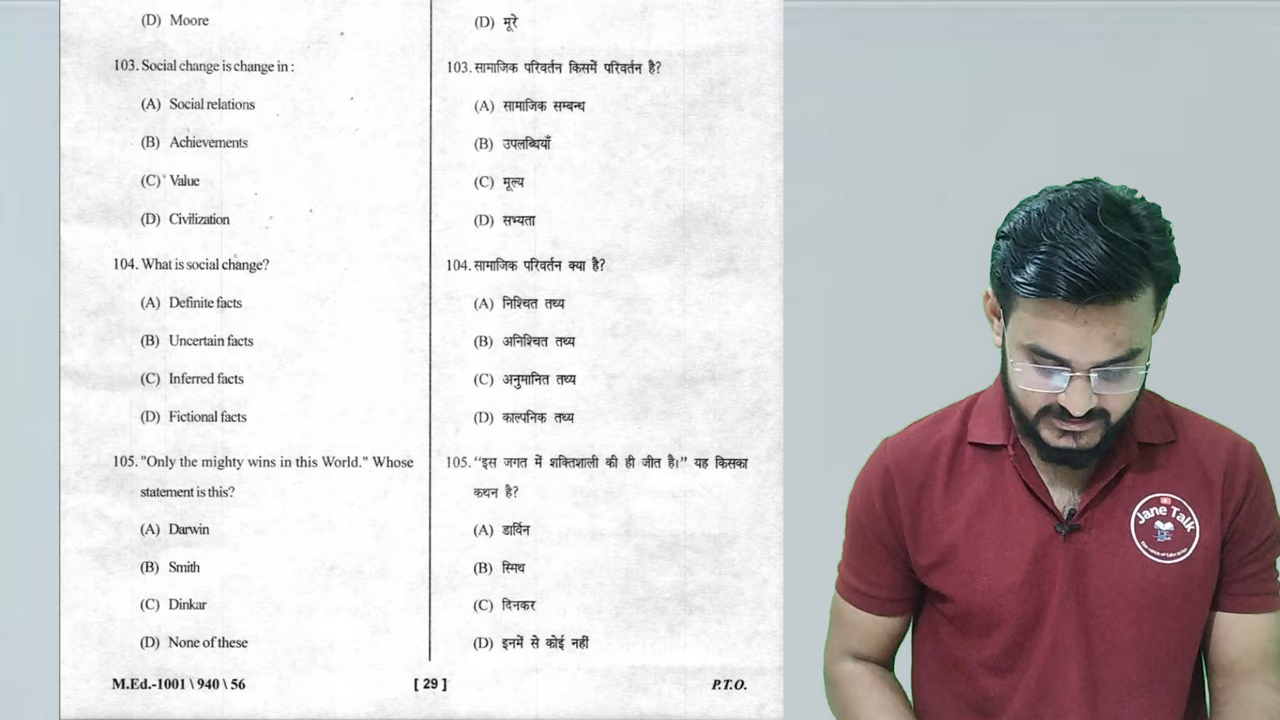 (D) Moore
103. Social change is change in :
(A) Social relations
(B) Achievements
(C) Value
(D) Civilization
104. What is social change?
(A) Definite facts
(B) Uncertain facts
(C) Inferred facts
(D) Fictional facts
105. "Only the mighty wins in this World." Whose
statement is this?
(A) Darwin
(B) Smith
(C) Dinkar
(D) None of these
(D) मूरे
103. सामाजिक परिवर्तन किसमें परिवर्तन है?
(A) सामाजिक सम्बन्ध
(B) उपलब्धियाँ
(C) मूल्य
(D) सभ्यता
104. सामाजिक परिवर्तन क्या है?
(A) निश्चित तथ्य
(B) अनिश्चित तथ्य
(C) अनुमानित तथ्य
(D) काल्पनिक तथ्य
105. “इस जगत में शक्तिशाली की ही जीत है।” यह किसका
कथन है?
(A) डार्विन
(B) स्मिथ
(C) दिनकर
(D) इनमें से कोई नहीं
M.Ed.-1001 \ 940 \ 56 [ 29 ] P.T.O.
Jane Talk